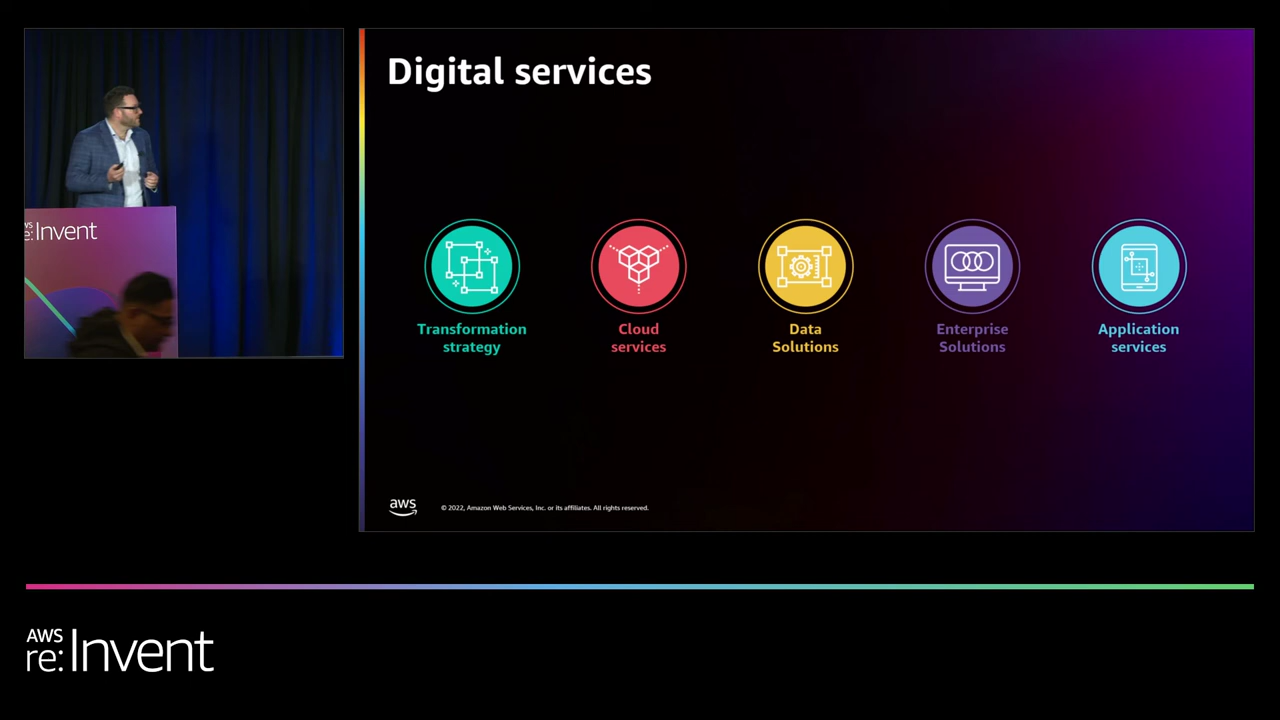 Digital services
aws
re:Invent
Transformation
strategy
Cloud
services
Data
Solutions
Enterprise
Solutions
Application
services
aws
© 2022, Amazon Web Services, Inc. or its affiliates. All rights reserved.
AWS
re:Invent